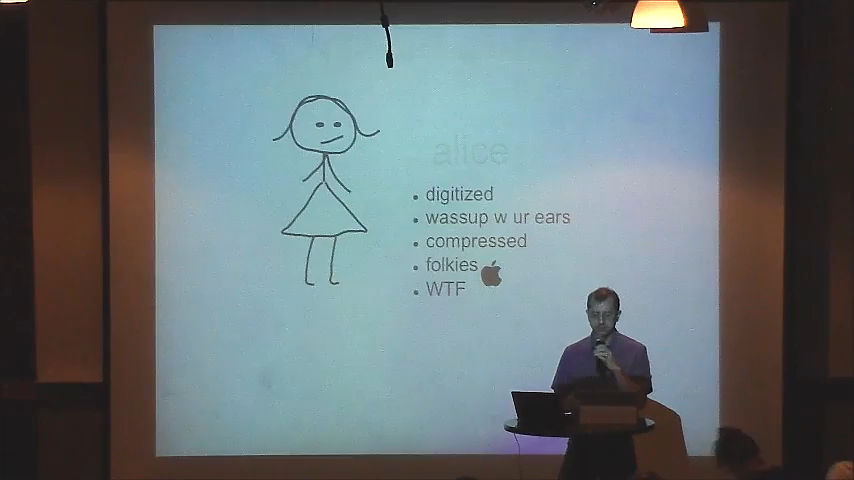 alice
digitized
wassup w ur ears
compressed
folkies
WTF